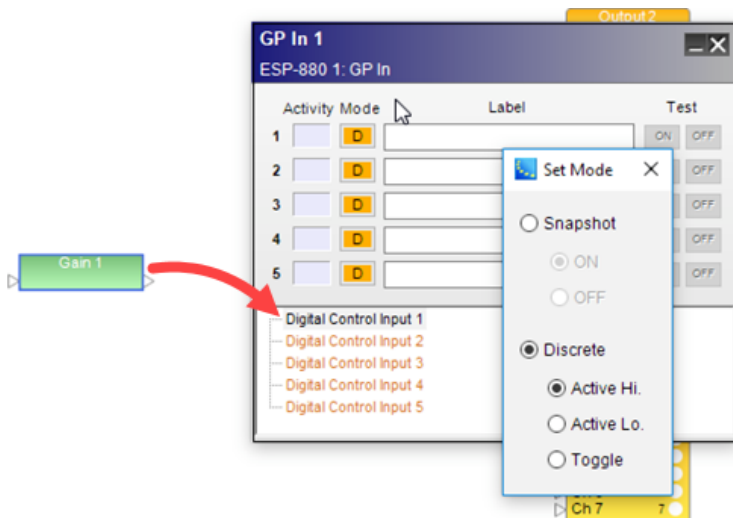 Output 2
GP In 1
ESP-880 1: GP In
Activity Mode Label Test
1 D ON OFF
2 D OFF
3 D OFF
4 D OFF
5 D OFF
Set Mode
Snapshot
ON
OFF
Discrete
Active Hi.
Active Lo.
Toggle
Gain 1
Digital Control Input 1
Digital Control Input 2
Digital Control Input 3
Digital Control Input 4
Digital Control Input 5
Ch 7 7